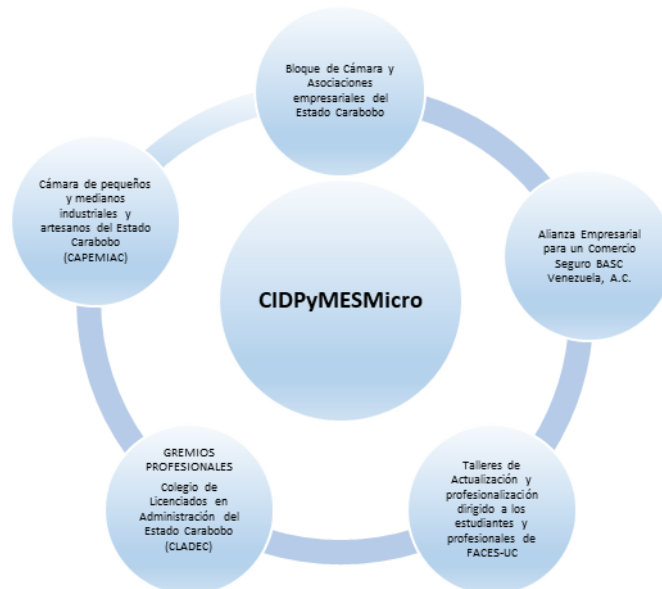 Bloque de Cámara y
Asociaciones
empresariales del
Estado Carabobo
Cámara de pequeños
y medianos
industriales y
artesanos del Estado
Carabobo
(CAPEMIAC)
Alianza Empresarial
para un Comercio
Seguro BASC
Venezuela, A.C.
CIDPyMESMicro
GREMIOS
PROFESIONALES
Colegio de
Licenciados en
Administración del
Estado Carabobo
(CLADEC)
Talleres de
Actualización y
profesionalización
dirigido a los
estudiantes y
profesionales de
FACES-UC